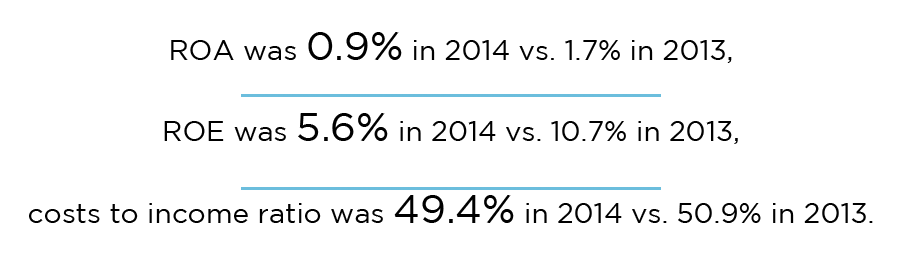 ROA was 0.9% in 2014 vs. 1.7% in 2013,
ROE was 5.6% in 2014 vs. 10.7% in 2013,
costs to income ratio was 49.4% in 2014 vs. 50.9% in 2013.